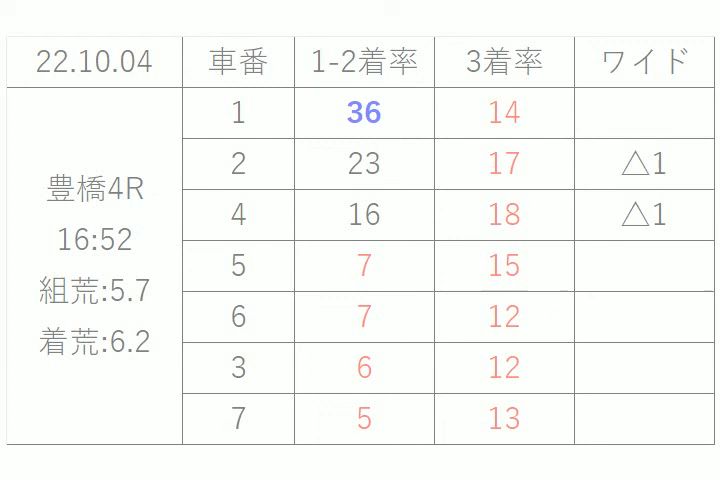 22.10.04 車番 1-2着率 3着率 ワイド
豊橋4R
16:52
組荒:5.7
着荒:6.2
1 36 14
2 23 17 △1
4 16 18 △1
5 7 15
6 7 12
3 6 12
7 5 13